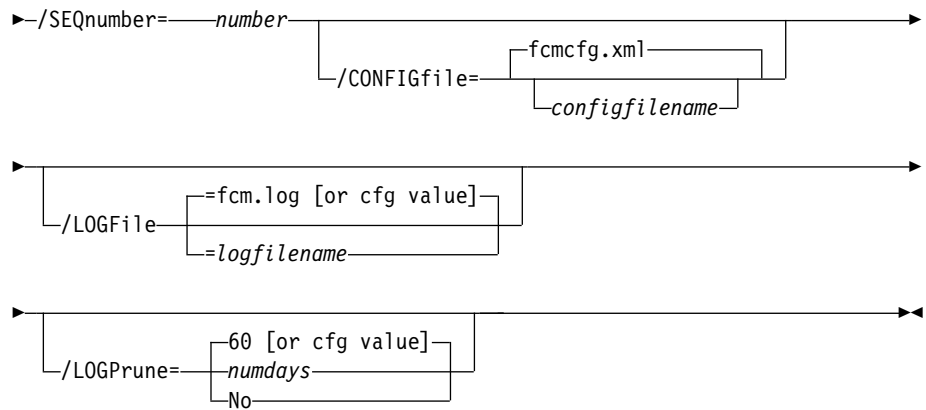 /SEQnumber= number
fcmcfg.xml
/CONFIGfile=
configfilename
=fcm.log [or cfg value]
/LOGFile
=logfilename
60 [or cfg value]
/LOGPrune= numdays
No